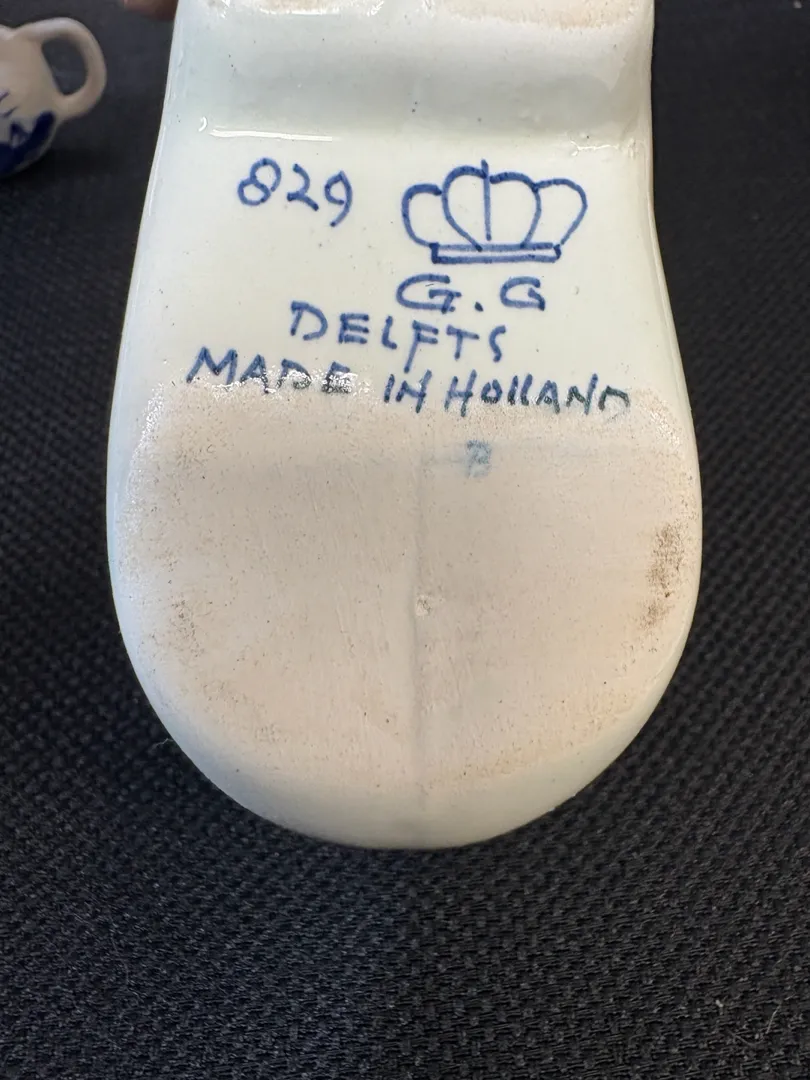 829
G.G
DELFTS
MADE IN HOLLAND